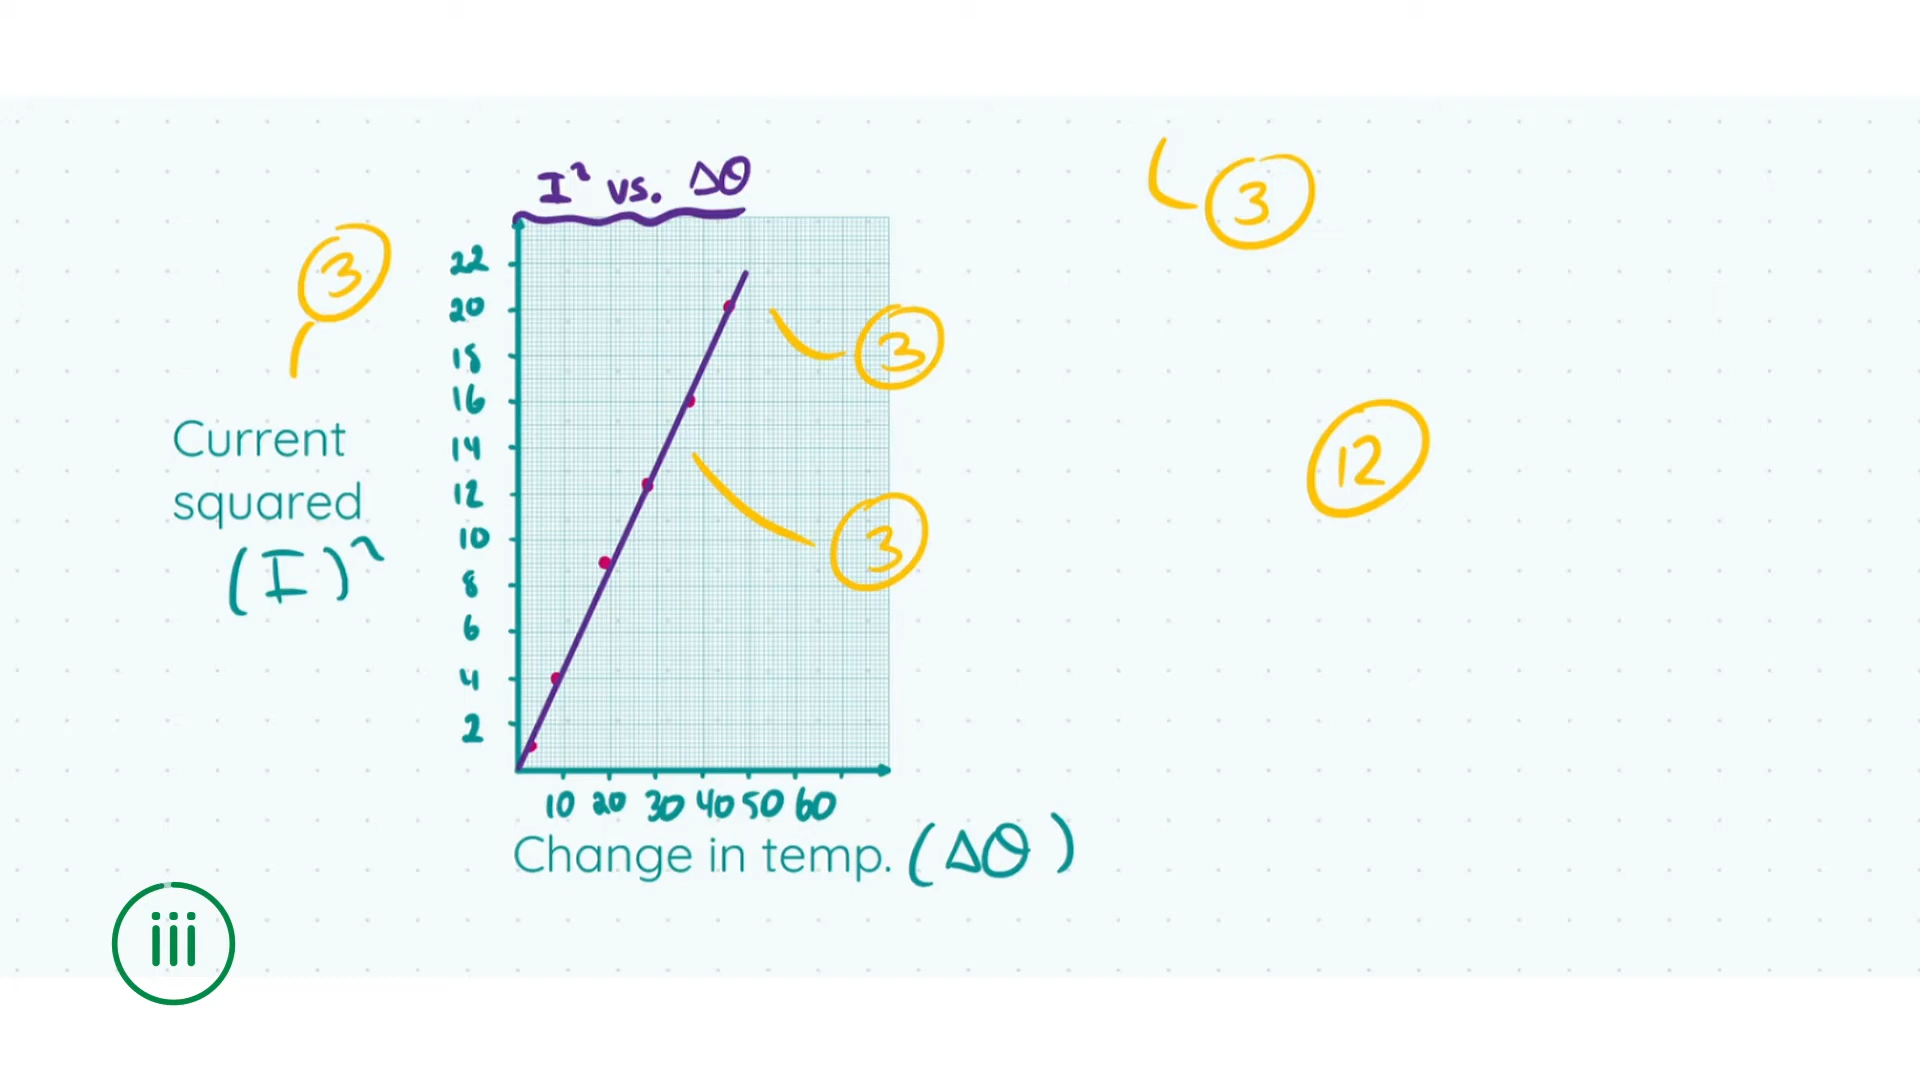 I² vs. Δθ
3
3
22
20
18
16
14
12
10
8
6
4
2
3
3
12
Current
squared
(I)²
10 20 30 40 50 60
Change in temp. (Δθ)
iii